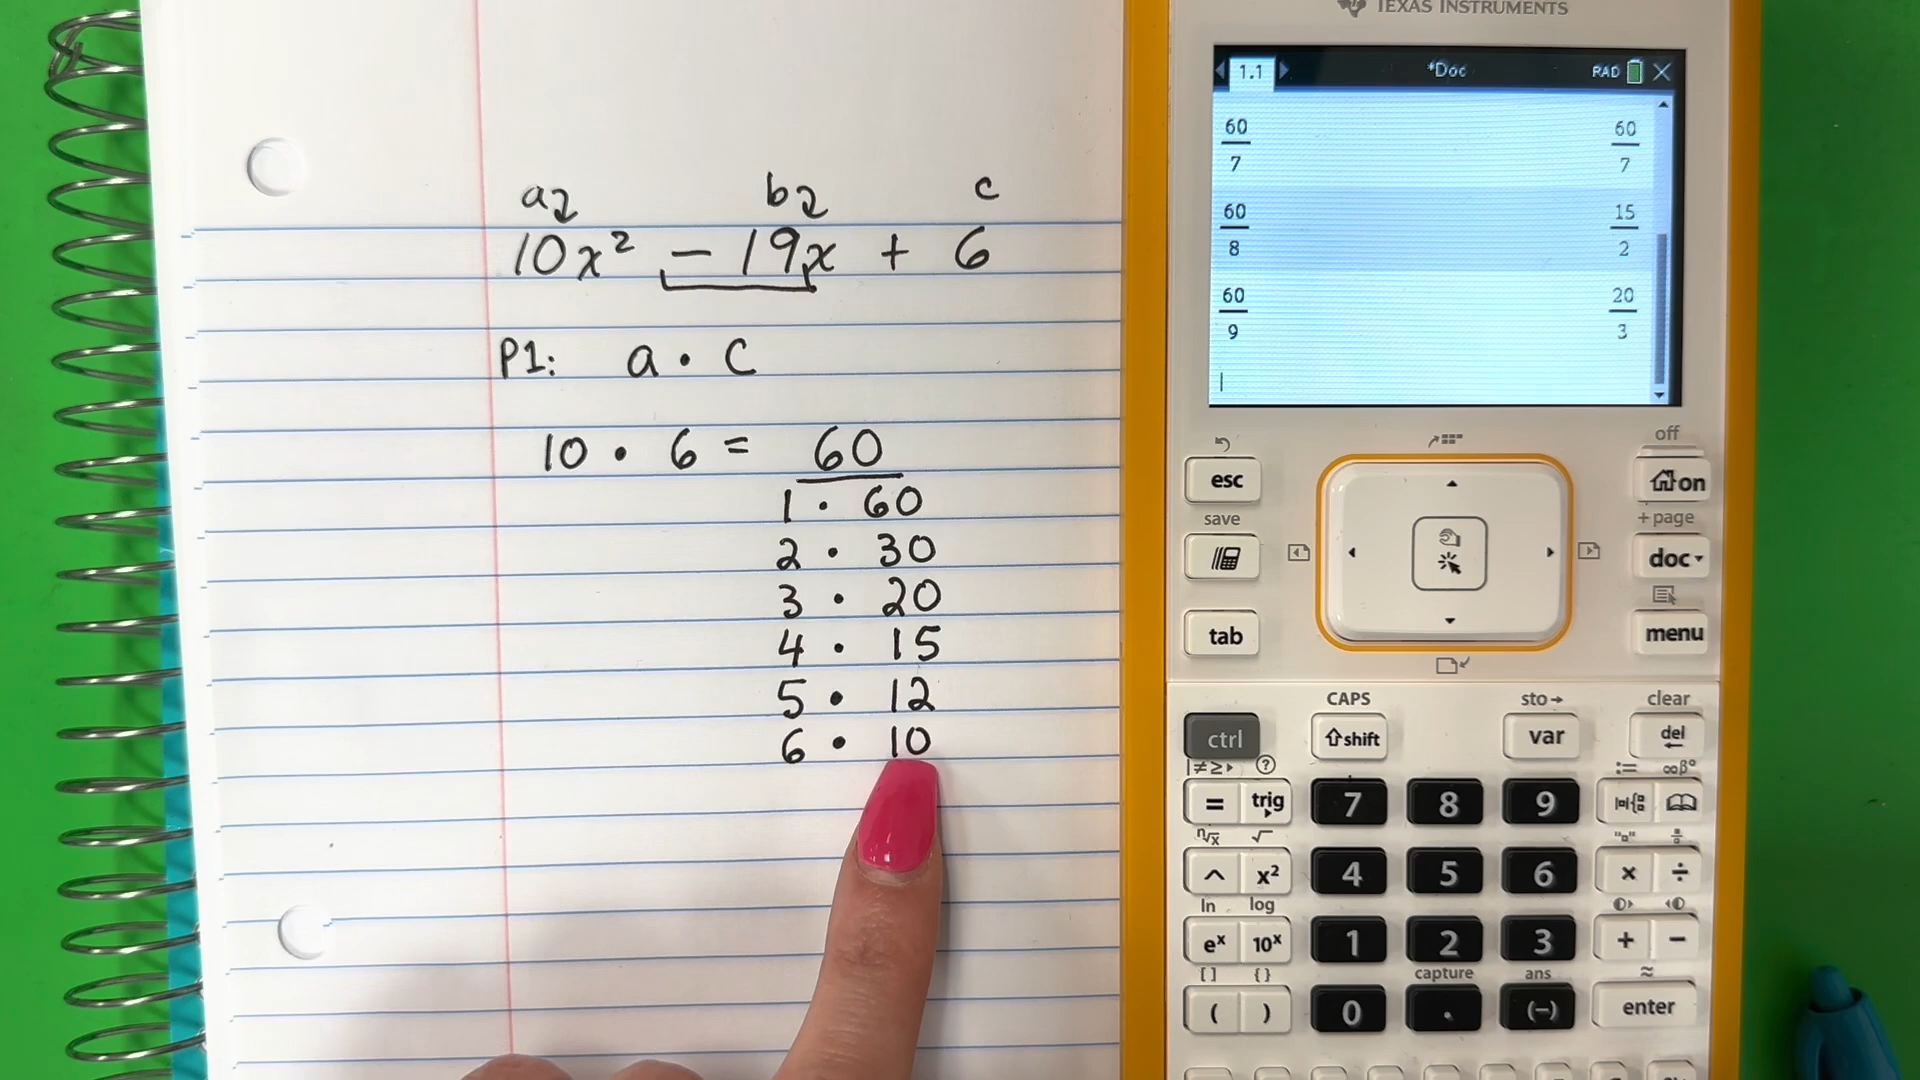 a b c
10x² - 19x + 6
P1: a · c
10 · 6 = 60
1 · 60
2 · 30
3 · 20
4 · 15
5 · 12
6 · 10
TEXAS INSTRUMENTS
1.1 *Doc RAD
60/7 60/7
60/8 15/2
60/9 20/3
off
esc on
save + page
doc
tab menu
CAPS sto→ clear
ctrl shift var del
|≠≥▸ ? := ∞β°
= trig 7 8 9
ⁿ√x √
^ x² 4 5 6 × ÷
ln log
eˣ 10ˣ 1 2 3 + −
[ ] { } capture ans ≈
( ) 0 . (−) enter